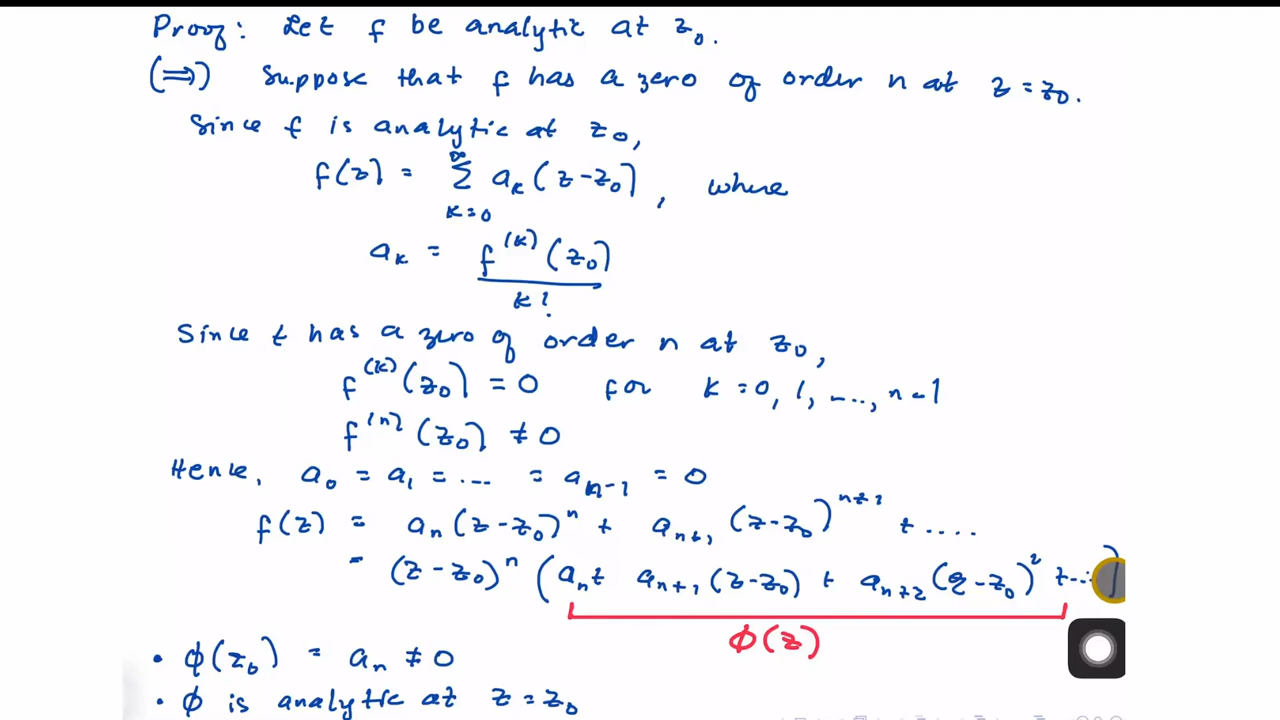 Proof: Let f be analytic at z₀.
(⟹) Suppose that f has a zero of order n at z = z₀.
Since f is analytic at z₀,
f(z) = ∑_{k=0}^{∞} a_k (z-z₀), where
a_k = f^{(k)}(z₀) / k!
Since f has a zero of order n at z₀,
f^{(k)}(z₀) = 0 for k = 0, 1, ..., n-1
f^{(n)}(z₀) ≠ 0
Hence, a₀ = a₁ = ... = a_{n-1} = 0
f(z) = a_n (z-z₀)^n + a_{n+1} (z-z₀)^{n+1} + ....
= (z-z₀)^n (a_n + a_{n+1} (z-z₀) + a_{n+2} (z-z₀)² + ...)
ϕ(z)
• ϕ(z₀) = a_n ≠ 0
• ϕ is analytic at z = z₀